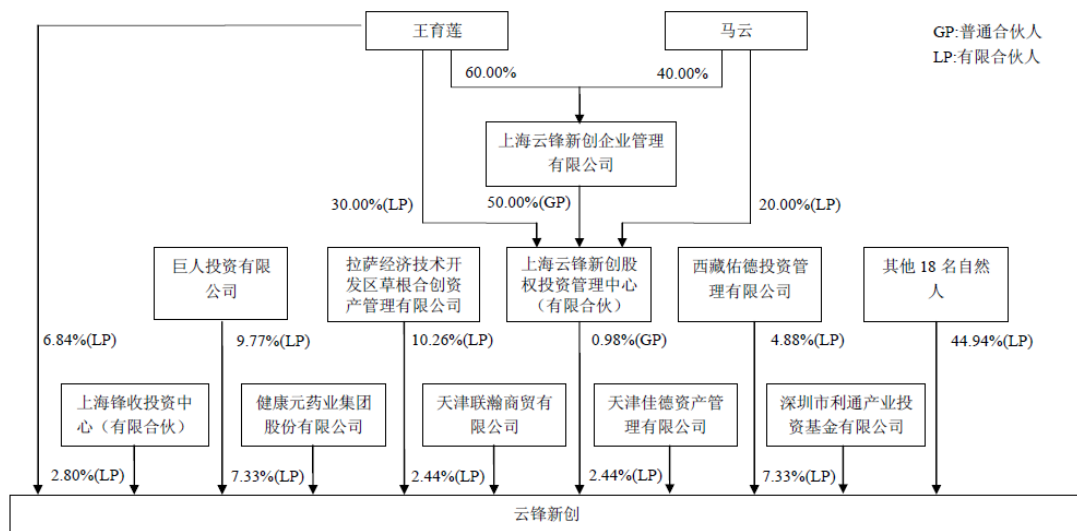 王育莲
马云
GP:普通合伙人
LP:有限合伙人
60.00%
40.00%
上海云锋新创企业管理
有限公司
30.00%(LP)
50.00%(GP)
20.00%(LP)
巨人投资有限
公司
拉萨经济技术开
发区草根合创资
产管理有限公司
上海云锋新创股
权投资管理中心
（有限合伙）
西藏佑德投资管
理有限公司
其他 18 名自然
人
6.84%(LP)
9.77%(LP)
10.26%(LP)
0.98%(GP)
4.88%(LP)
44.94%(LP)
上海锋收投资中
心（有限合伙）
健康元药业集团
股份有限公司
天津联瀚商贸有
限公司
天津佳德资产管
理有限公司
深圳市利通产业投
资基金有限公司
2.80%(LP)
7.33%(LP)
2.44%(LP)
2.44%(LP)
7.33%(LP)
云锋新创